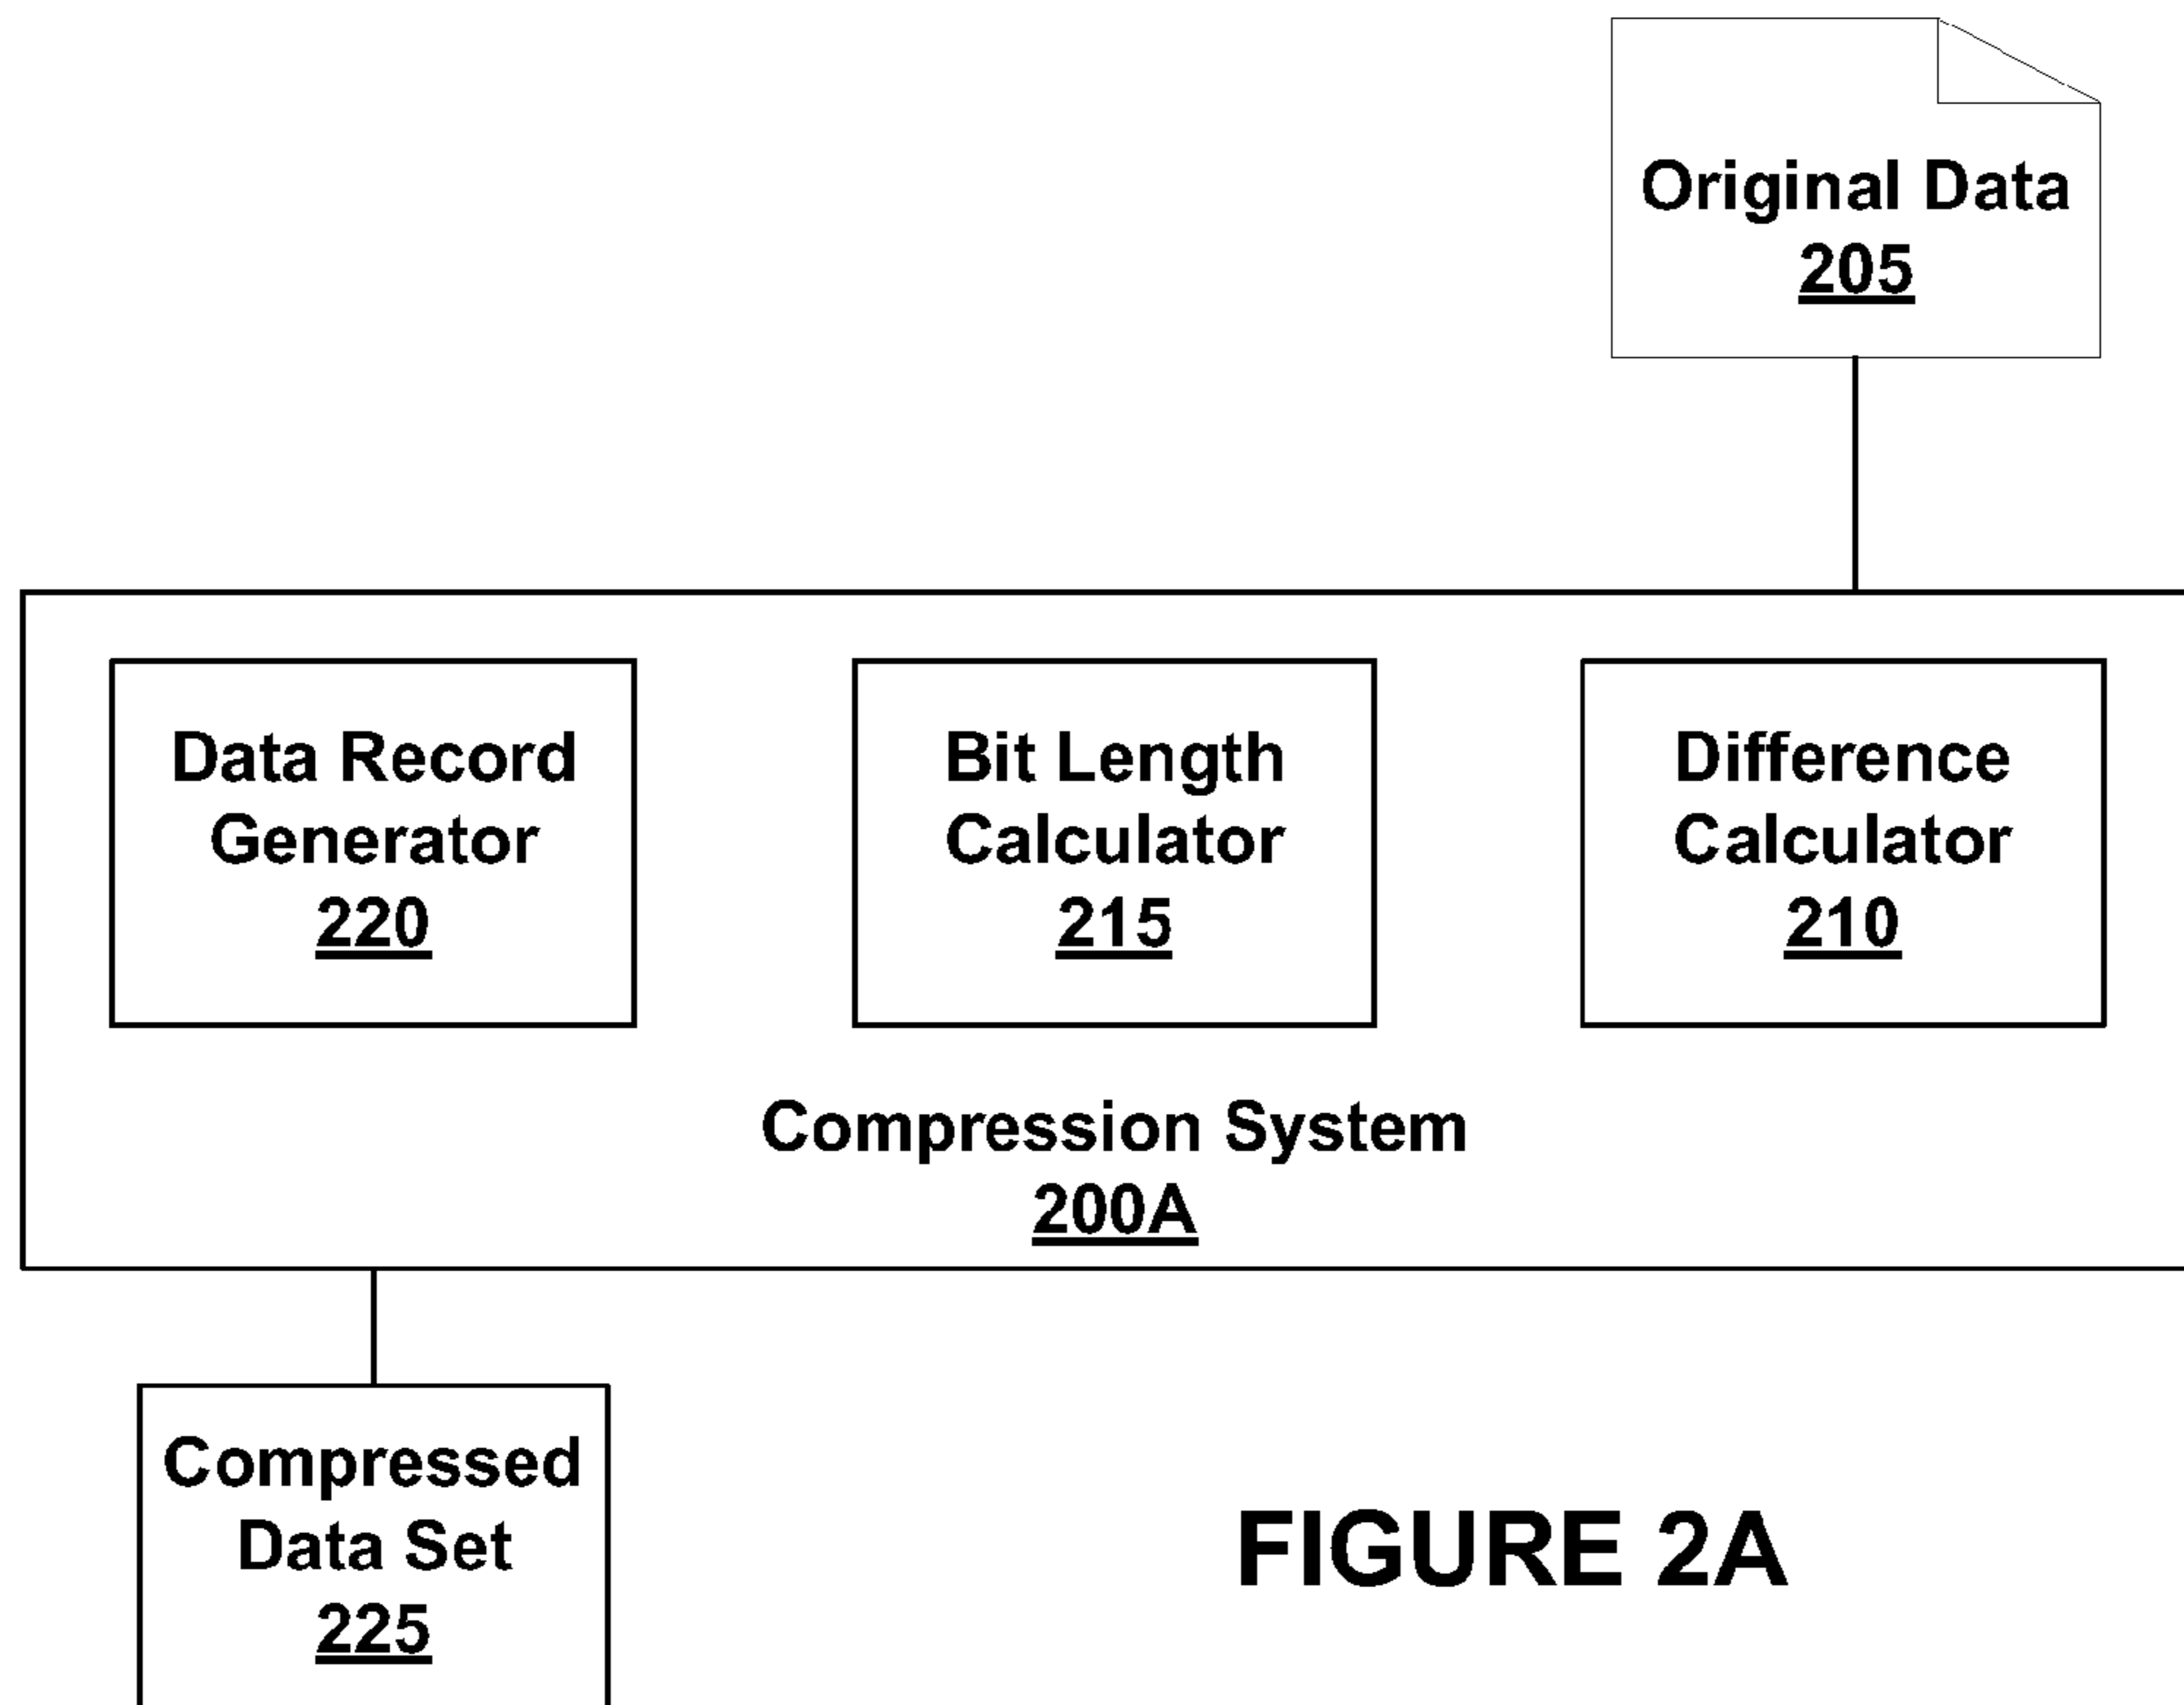 Original Data
205
Data Record
Generator
220
Bit Length
Calculator
215
Difference
Calculator
210
Compression System
200A
Compressed
Data Set
225
FIGURE 2A